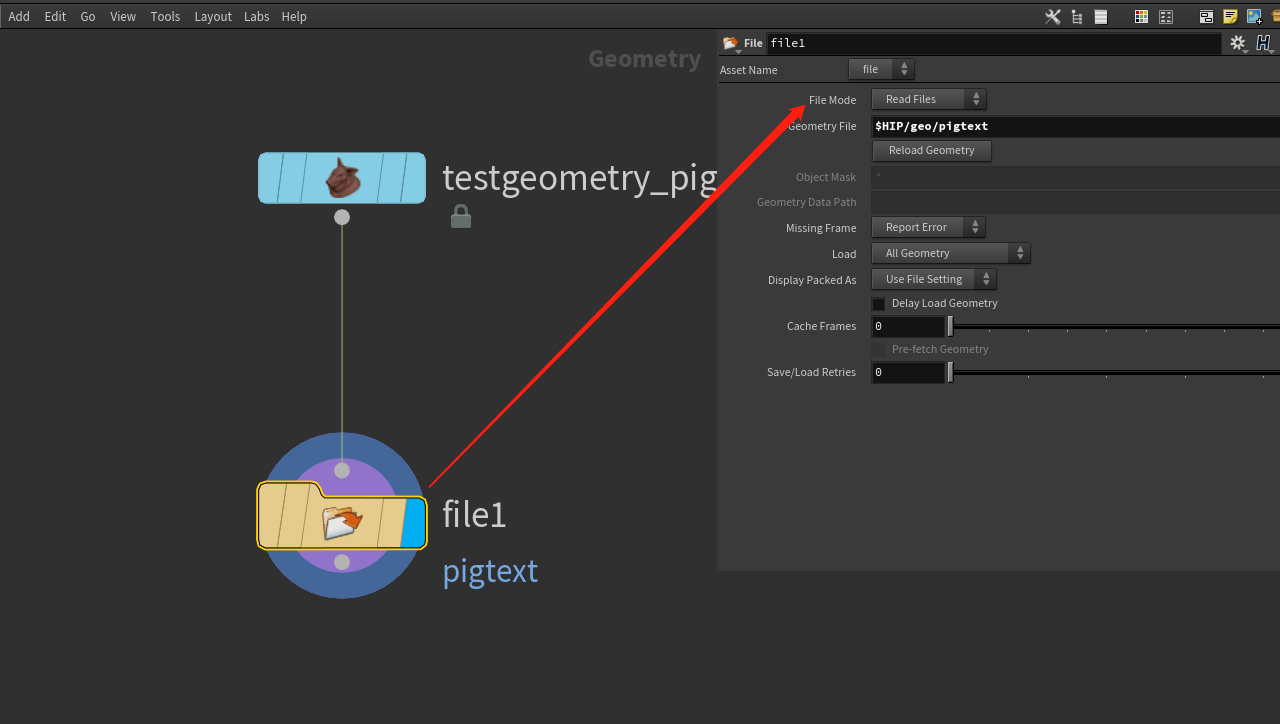 Add Edit Go View Tools Layout Labs Help
Geometry
testgeometry_pig
file1
pigtext
File file1
Asset Name file
File Mode Read Files
Geometry File $HIP/geo/pigtext
Reload Geometry
Object Mask *
Geometry Data Path
Missing Frame Report Error
Load All Geometry
Display Packed As Use File Setting
Delay Load Geometry
Cache Frames 0
Pre-fetch Geometry
Save/Load Retries 0